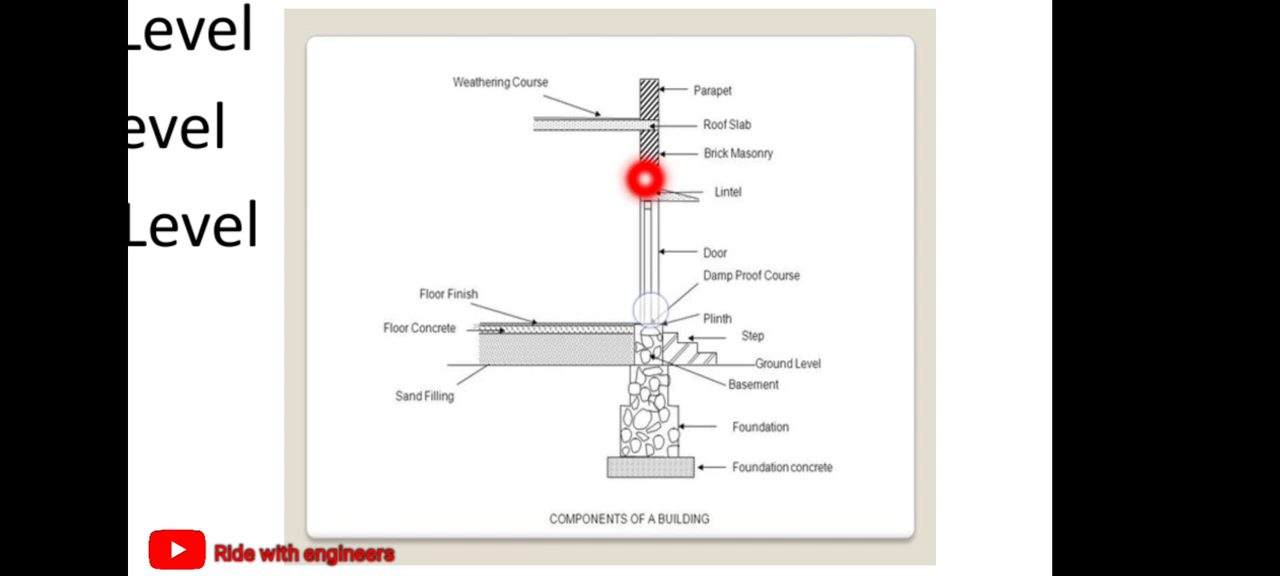 Level
evel
Level
Weathering Course
Parapet
Roof Slab
Brick Masonry
Lintel
Door
Damp Proof Course
Floor Finish
Plinth
Floor Concrete
Step
Ground Level
Basement
Sand Filling
Foundation
Foundation concrete
COMPONENTS OF A BUILDING
Ride with engineers